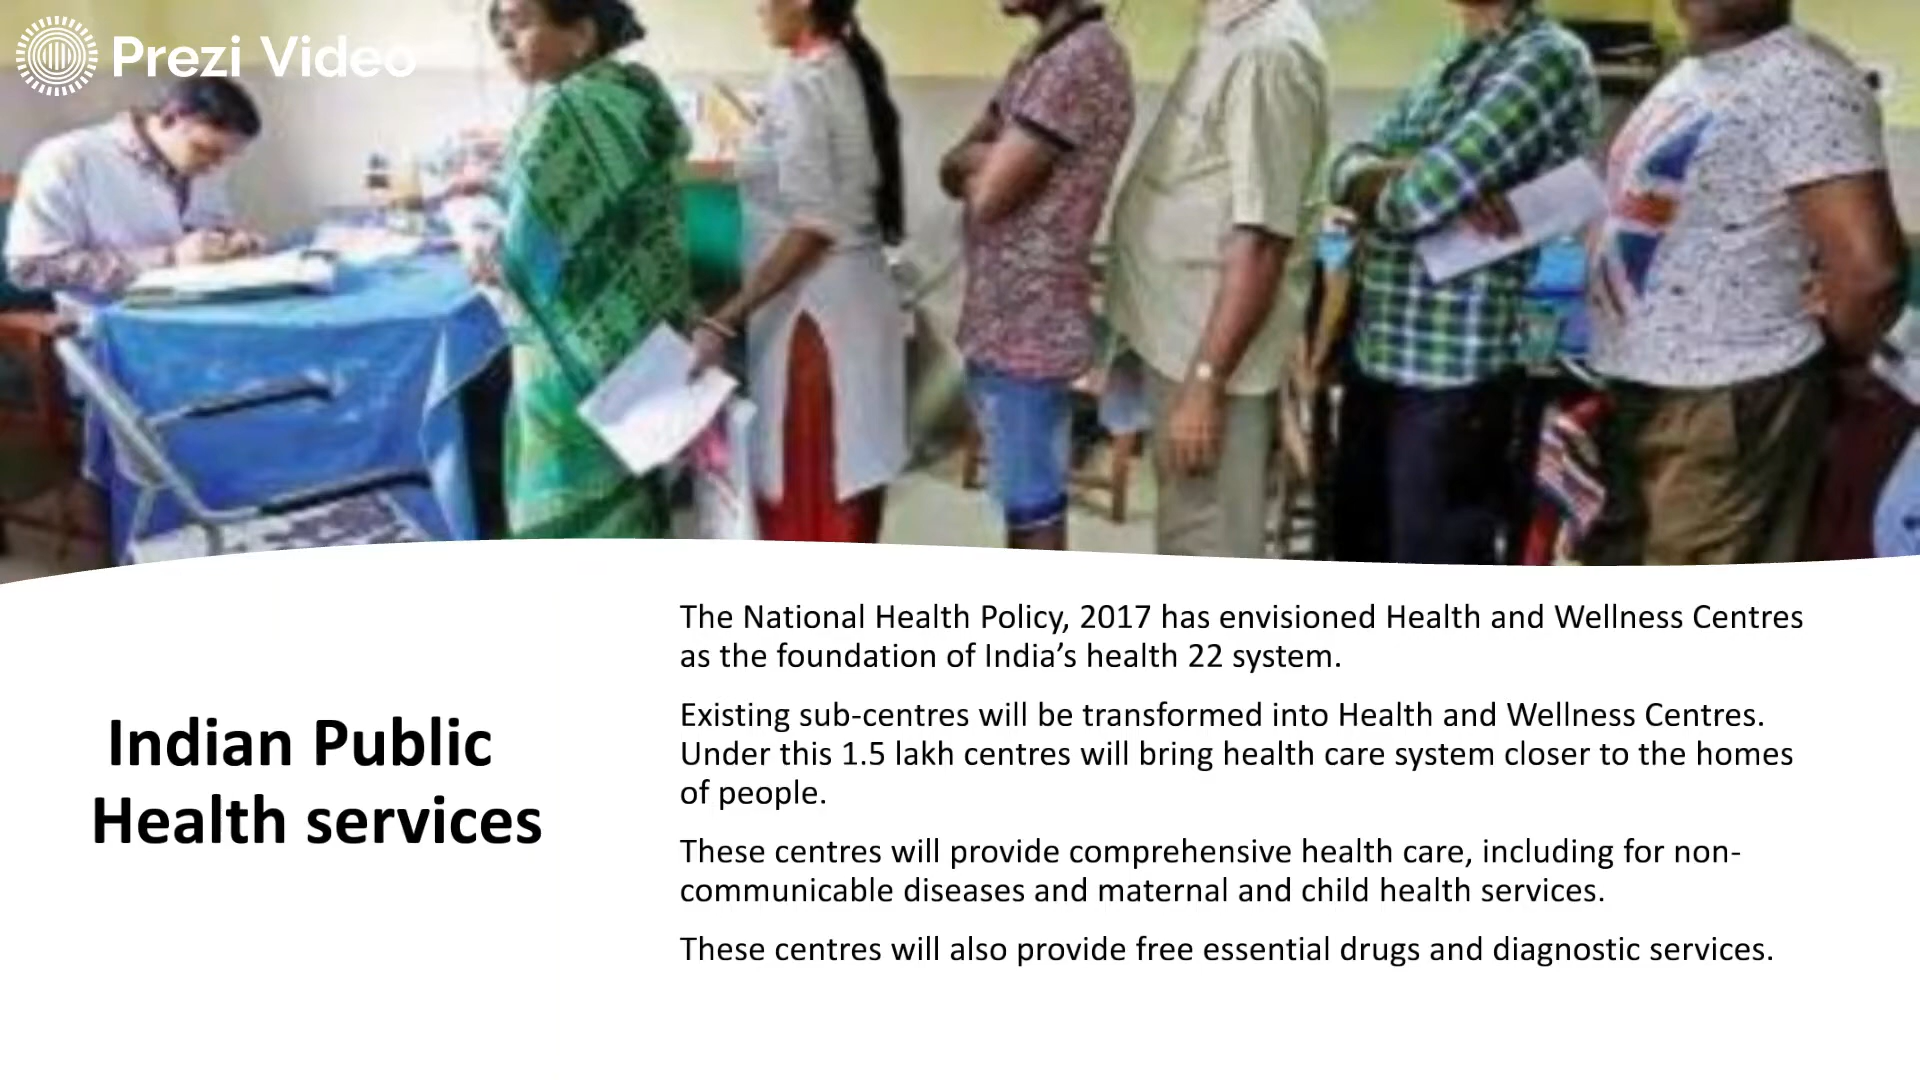 Prezi Video
Indian Public
Health services
The National Health Policy, 2017 has envisioned Health and Wellness Centres
as the foundation of India’s health 22 system.
Existing sub-centres will be transformed into Health and Wellness Centres.
Under this 1.5 lakh centres will bring health care system closer to the homes
of people.
These centres will provide comprehensive health care, including for non-
communicable diseases and maternal and child health services.
These centres will also provide free essential drugs and diagnostic services.